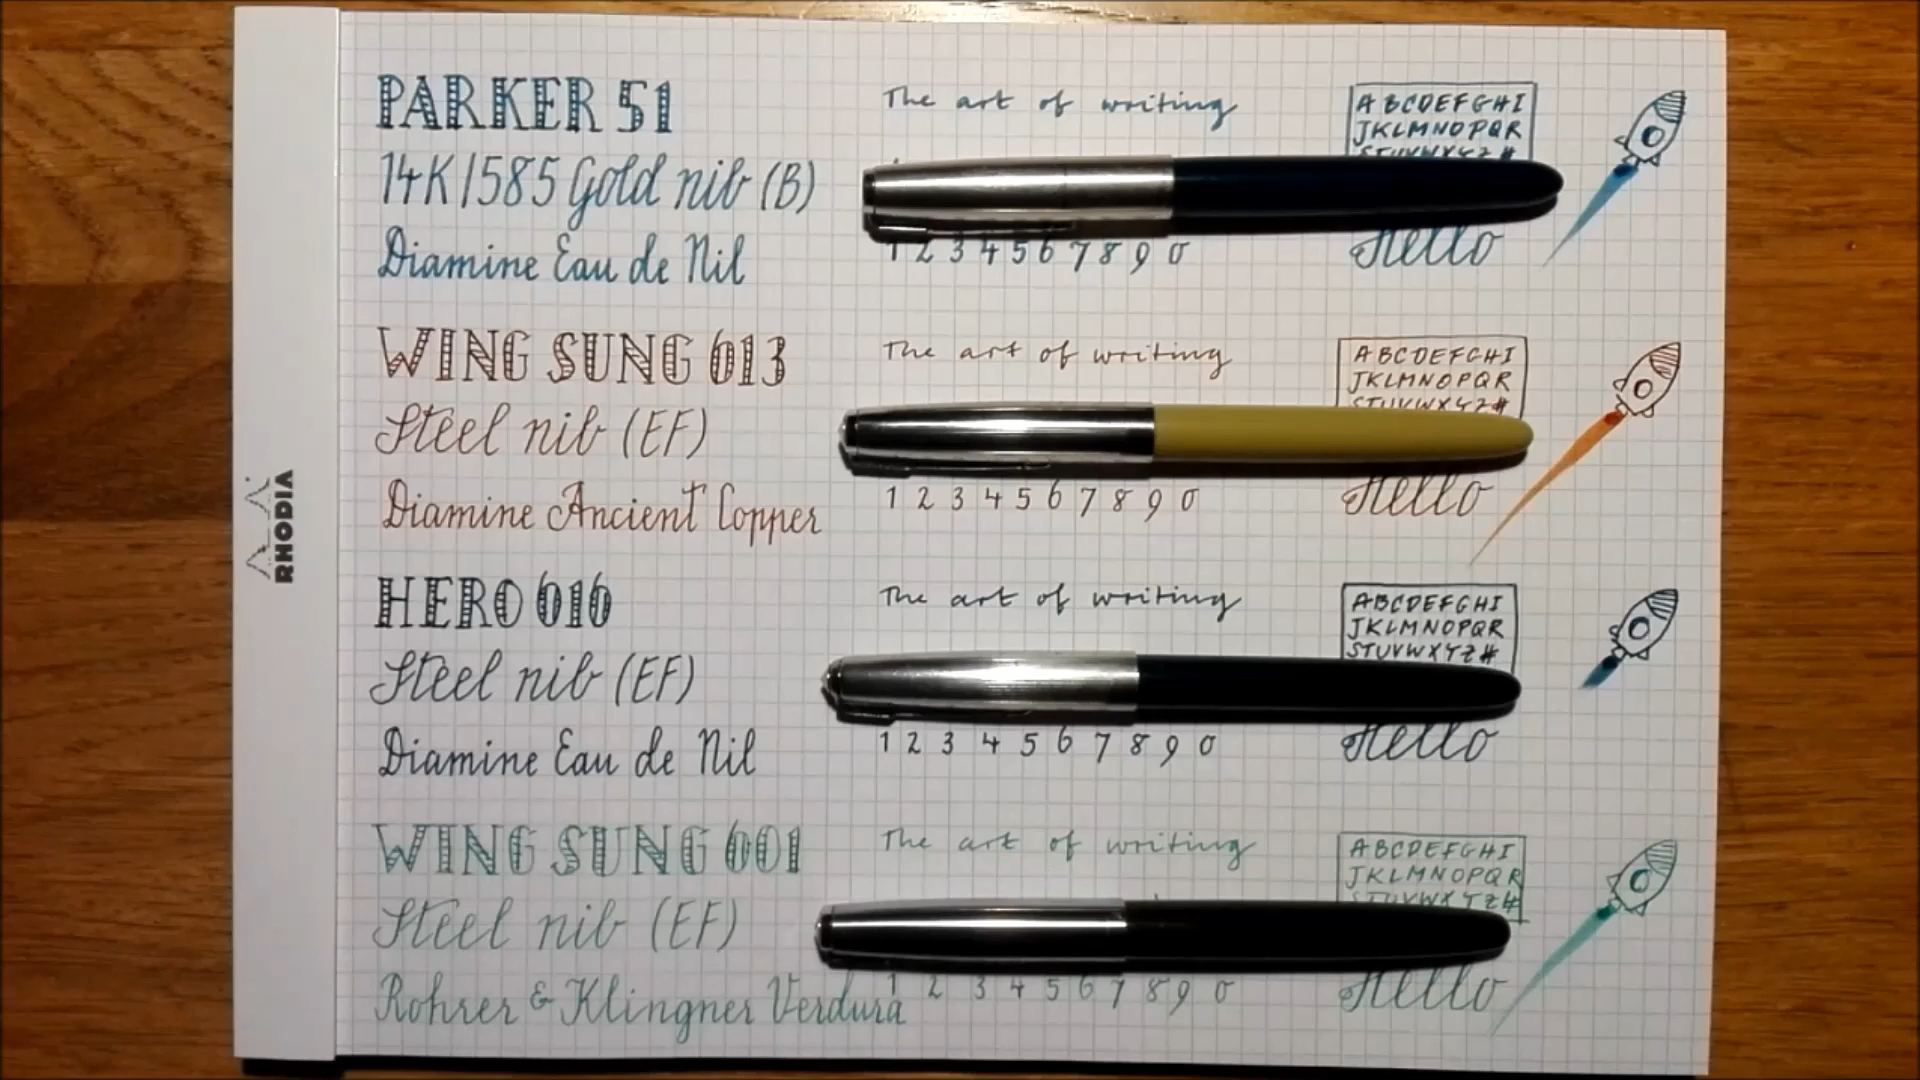 RHODIA
PARKER 51
14K/585 Gold nib (B)
Diamine Eau de Nil
The art of writing
1 2 3 4 5 6 7 8 9 0
ABCDEFGHI
JKLMNOPQR
STUVWXYZ#
Hello
WING SUNG 613
Steel nib (EF)
Diamine Ancient Copper
The art of writing
1 2 3 4 5 6 7 8 9 0
ABCDEFGHI
JKLMNOPQR
STUVWXYZ#
Hello
HERO 616
Steel nib (EF)
Diamine Eau de Nil
The art of writing
1 2 3 4 5 6 7 8 9 0
ABCDEFGHI
JKLMNOPQR
STUVWXYZ#
Hello
WING SUNG 601
Steel nib (EF)
Rohrer & Klingner Verdura
The art of writing
1 2 3 4 5 6 7 8 9 0
ABCDEFGHI
JKLMNOPQR
STUVWXYZ#
Hello